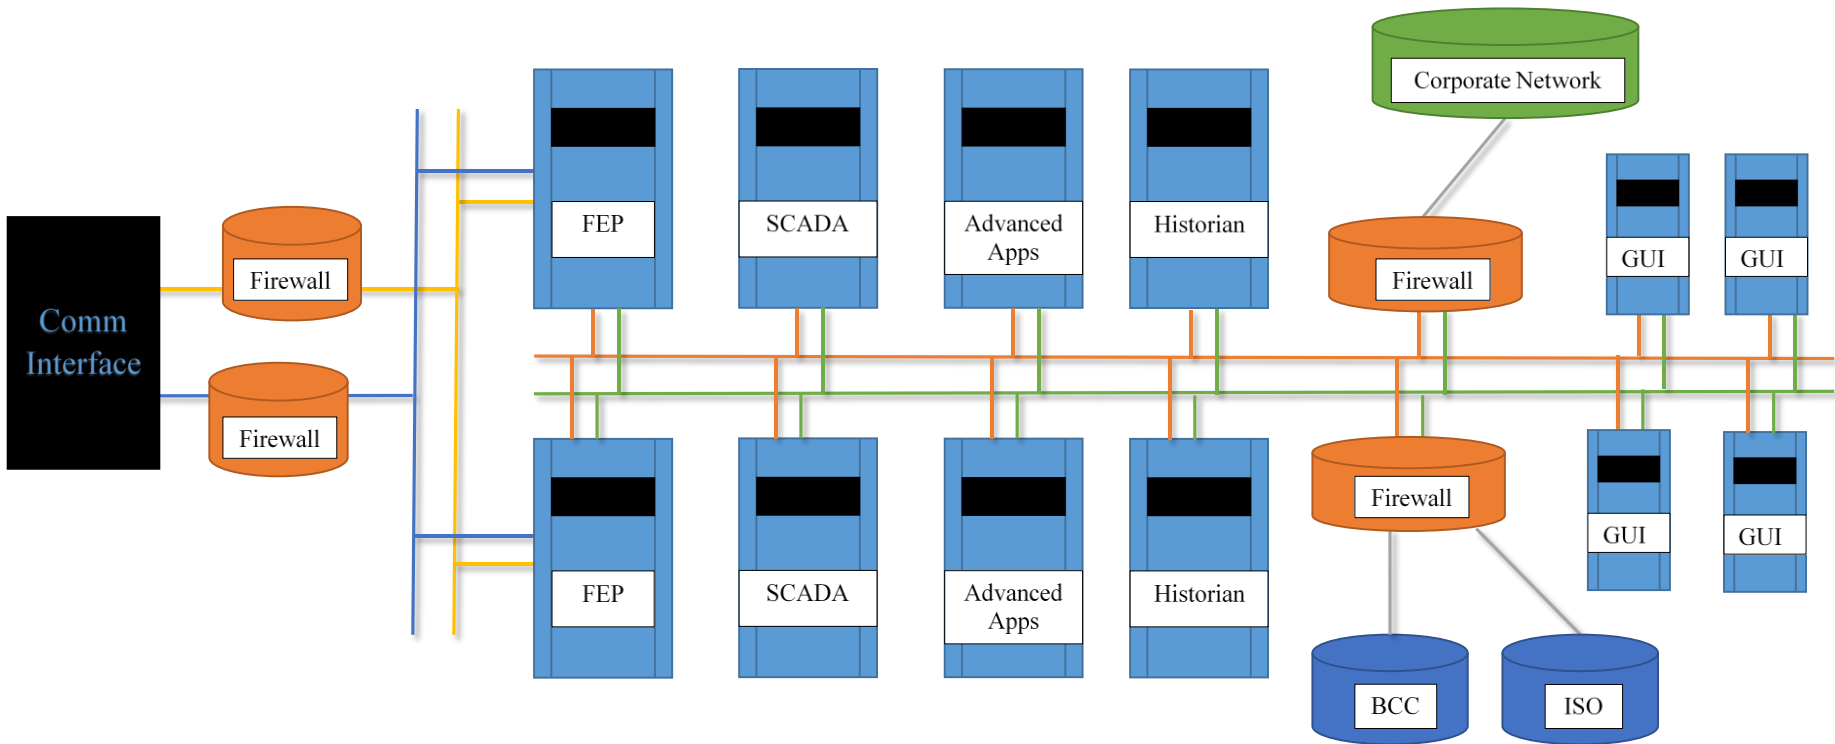 Corporate Network
FEP
SCADA
Advanced
Apps
Historian
Firewall
GUI
GUI
Firewall
Comm
Interface
Firewall
Firewall
GUI
GUI
FEP
SCADA
Advanced
Apps
Historian
BCC
ISO